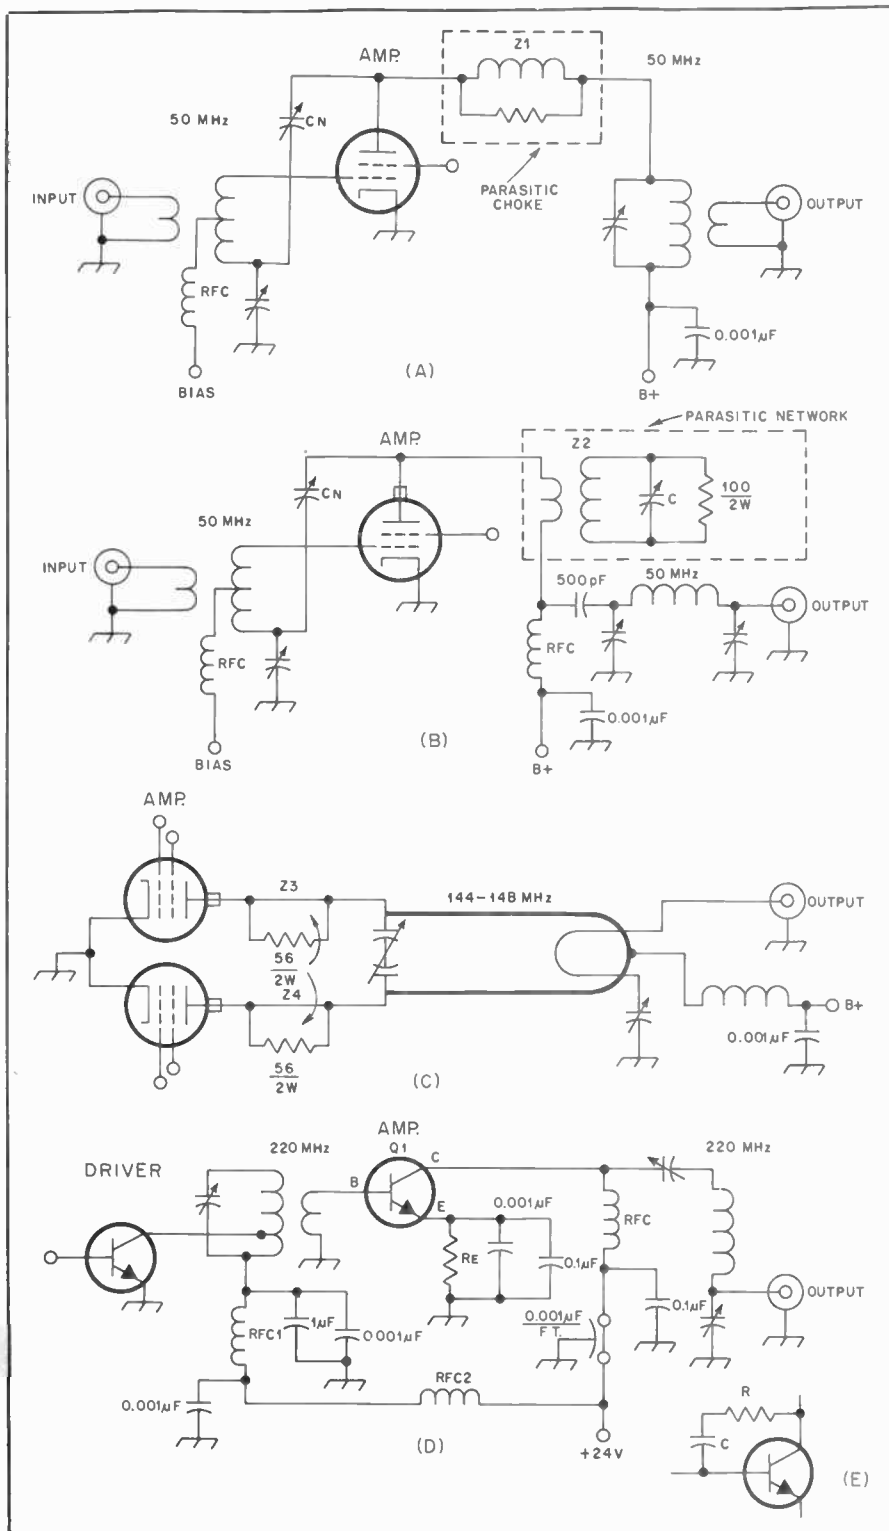 AMP.
Z1
50 MHz
50 MHz
CN
INPUT
PARASITIC
CHOKE
OUTPUT
RFC
0.001µF
BIAS
(A)
B+
PARASITIC NETWORK
AMP.
Z2
CN
C
100
2W
50 MHz
INPUT
500pF
50 MHz
OUTPUT
RFC
RFC
0.001µF
(B)
BIAS
B+
AMP.
Z3
144-148 MHz
OUTPUT
56
2W
Z4
B+
0.001µF
56
2W
(C)
AMP.
Q1
220 MHz
220 MHz
DRIVER
C
B
E
0.001µF
RFC
RE
0.1µF
OUTPUT
0.1µF
RFC1
1µF
0.001µF
0.001µF
FT.
RFC2
0.001µF
R
+24V
C
(D)
(E)